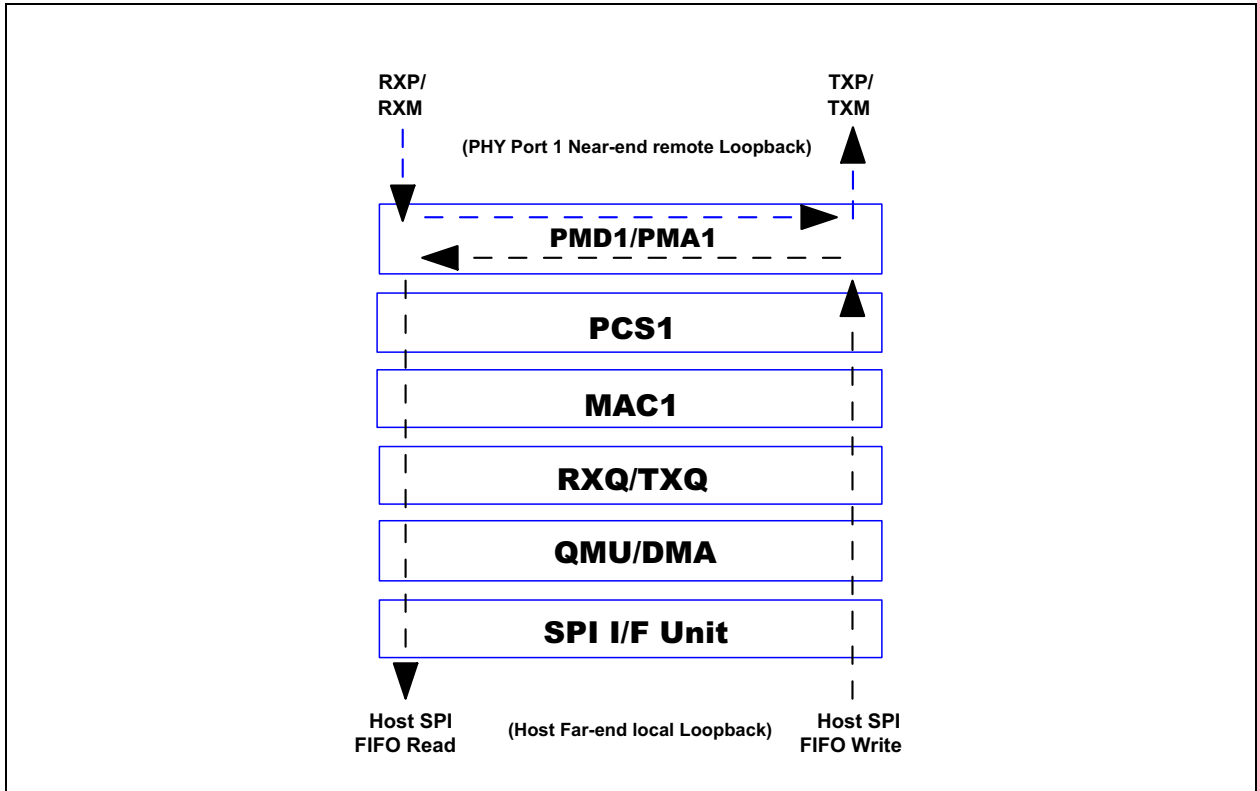 RXP/
RXM
TXP/
TXM
(PHY Port 1 Near-end remote Loopback)
PMD1/PMA1
PCS1
MAC1
RXQ/TXQ
QMU/DMA
SPI I/F Unit
Host SPI
FIFO Read
(Host Far-end local Loopback)
Host SPI
FIFO Write